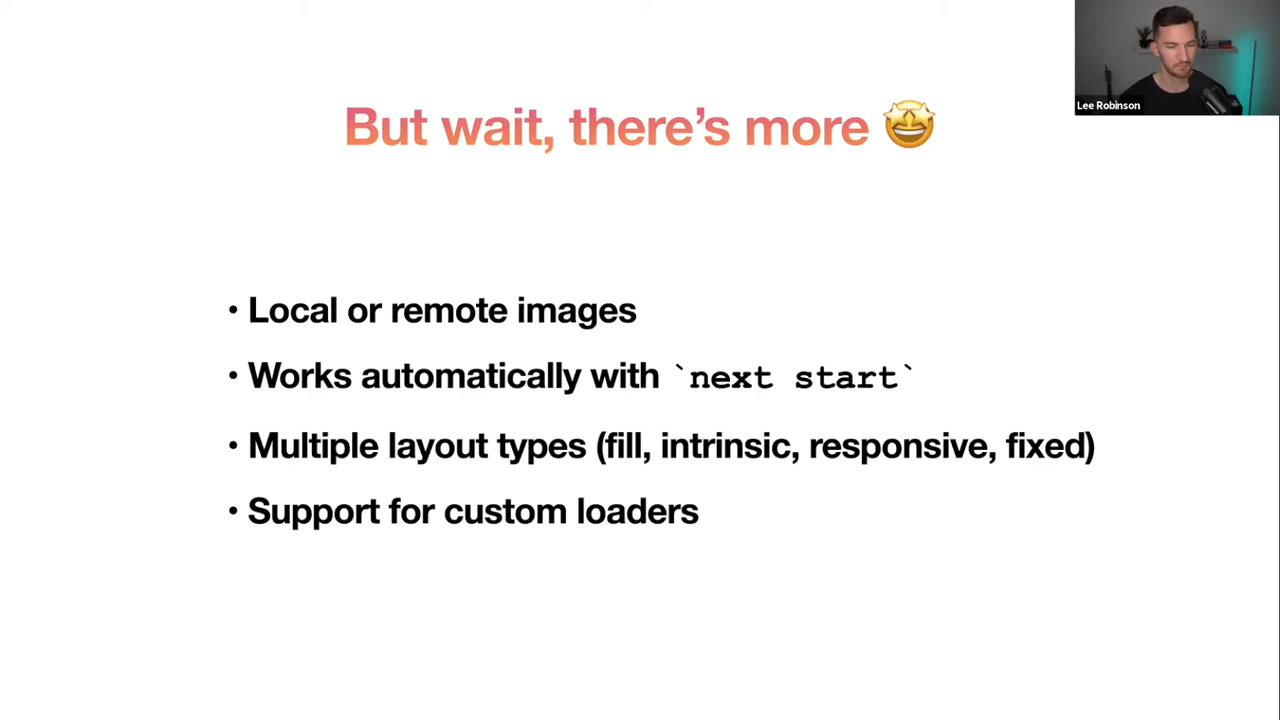 But wait, there's more 🤩
Lee Robinson
• Local or remote images
• Works automatically with `next start`
• Multiple layout types (fill, intrinsic, responsive, fixed)
• Support for custom loaders